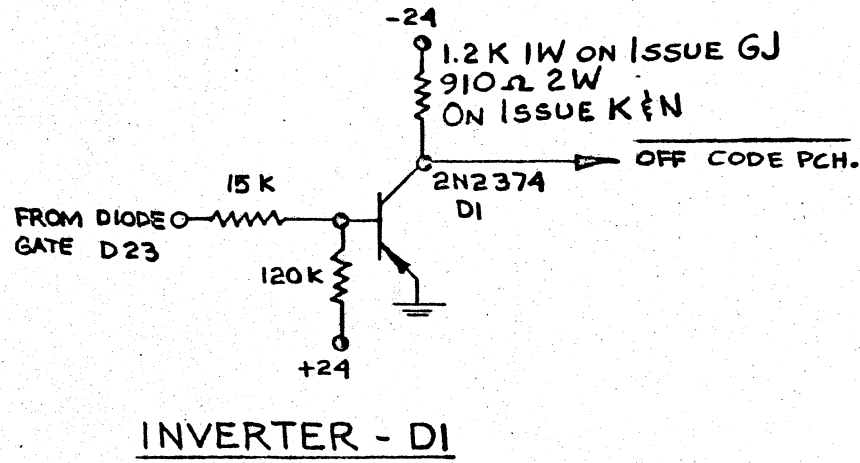 -24
1.2K 1W ON ISSUE GJ
910Ω 2W
ON ISSUE K & N
OFF CODE PCH.
2N2374
D1
15K
FROM DIODE
GATE D23
120K
+24
INVERTER - D1